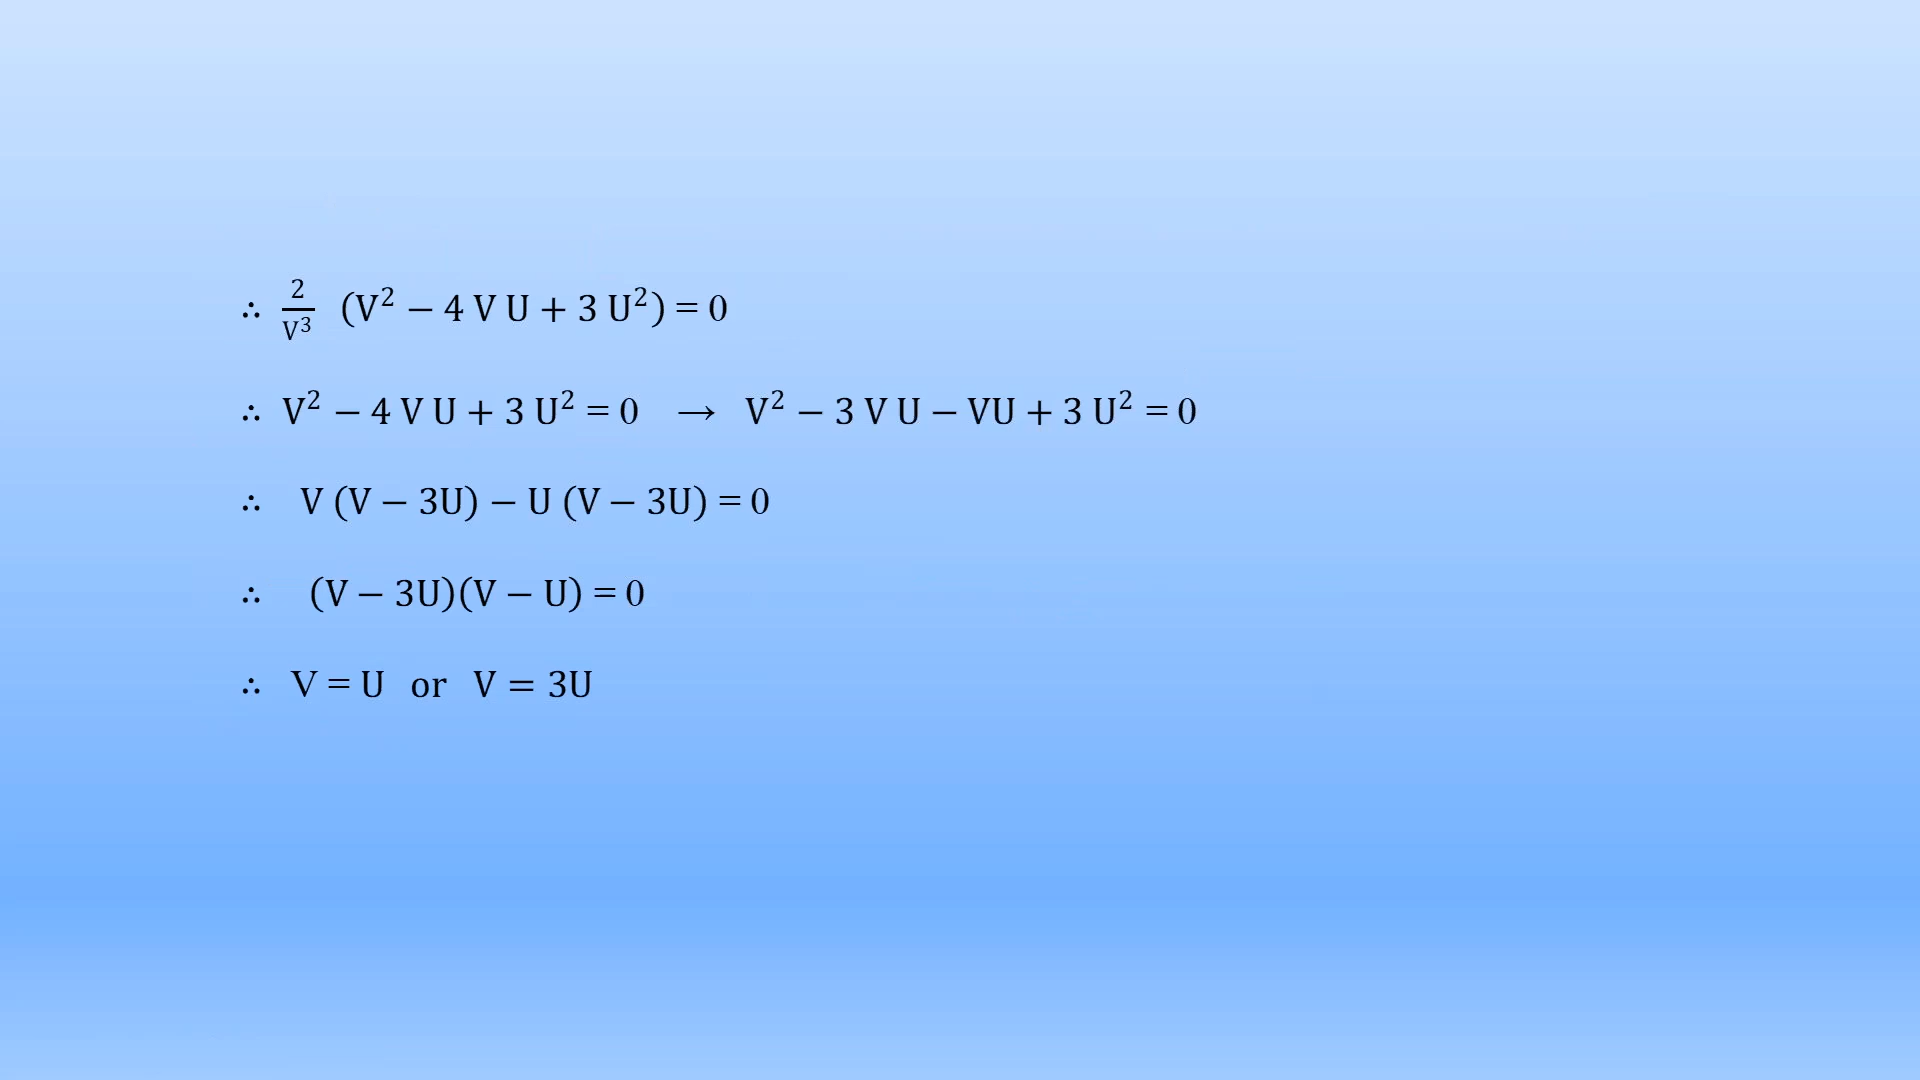 ∴ 2/V³ (V² − 4 V U + 3 U²) = 0
∴ V² − 4 V U + 3 U² = 0 → V² − 3 V U − VU + 3 U² = 0
∴ V (V − 3U) − U (V − 3U) = 0
∴ (V − 3U)(V − U) = 0
∴ V = U or V = 3U